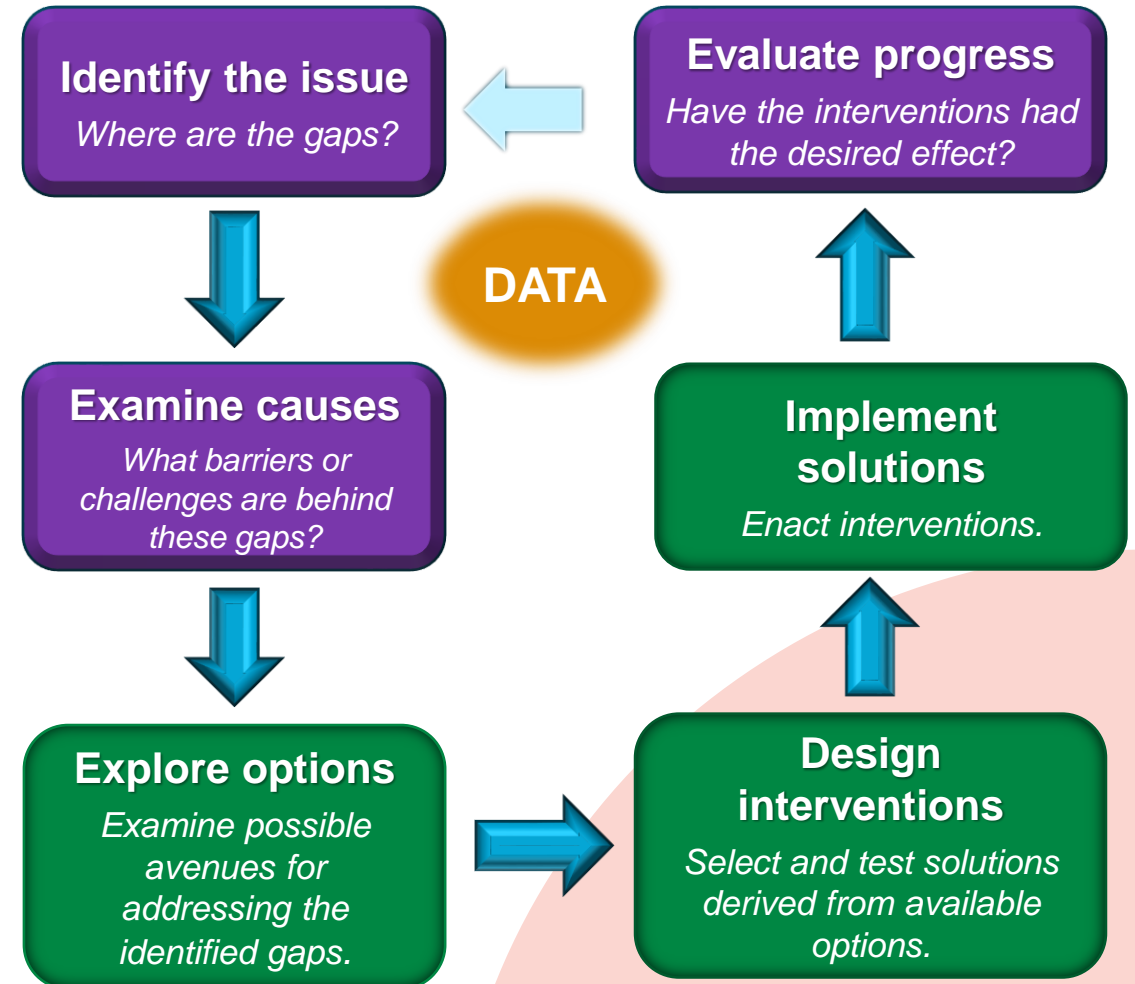 Identify the issue
Where are the gaps?
Evaluate progress
Have the interventions had
the desired effect?
DATA
Examine causes
What barriers or
challenges are behind
these gaps?
Implement
solutions
Enact interventions.
Explore options
Examine possible
avenues for
addressing the
identified gaps.
Design
interventions
Select and test solutions
derived from available
options.